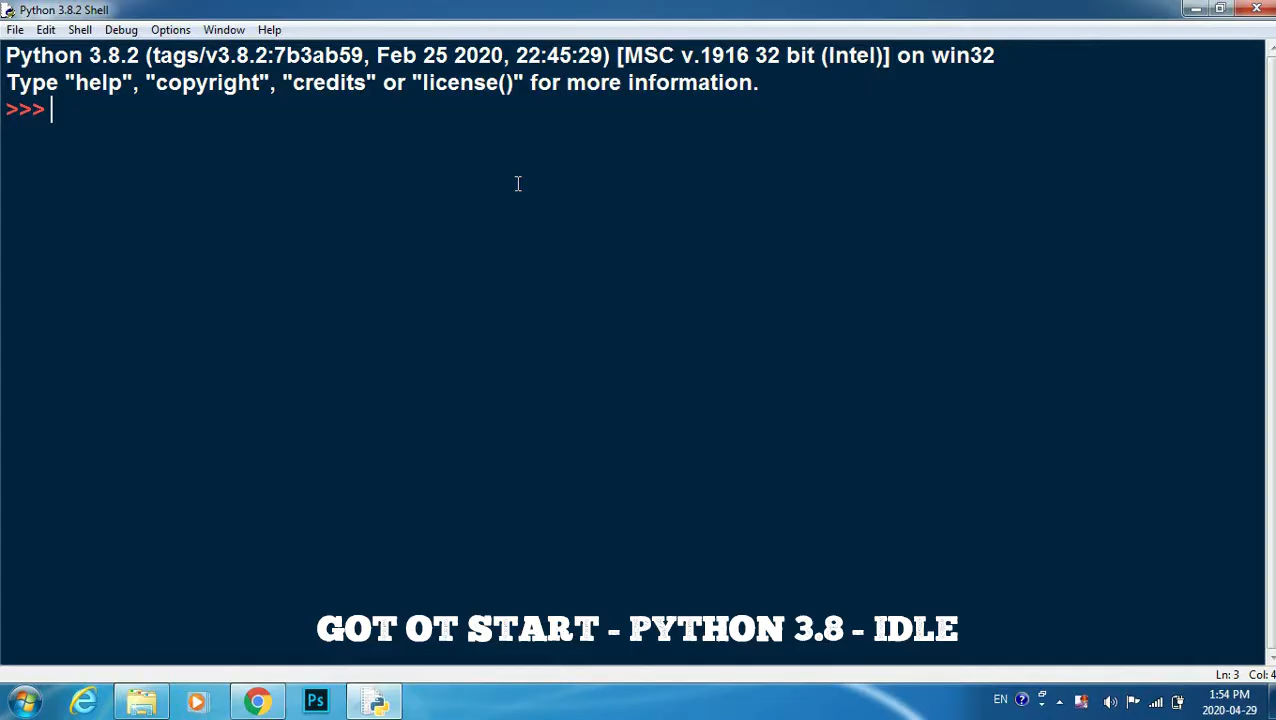 Python 3.8.2 Shell
File Edit Shell Debug Options Window Help
Python 3.8.2 (tags/v3.8.2:7b3ab59, Feb 25 2020, 22:45:29) [MSC v.1916 32 bit (Intel)] on win32
Type "help", "copyright", "credits" or "license()" for more information.
>>>
GOT OT START - PYTHON 3.8 - IDLE
Ln: 3 Col: 4
Ps
EN
1:54 PM
2020-04-29